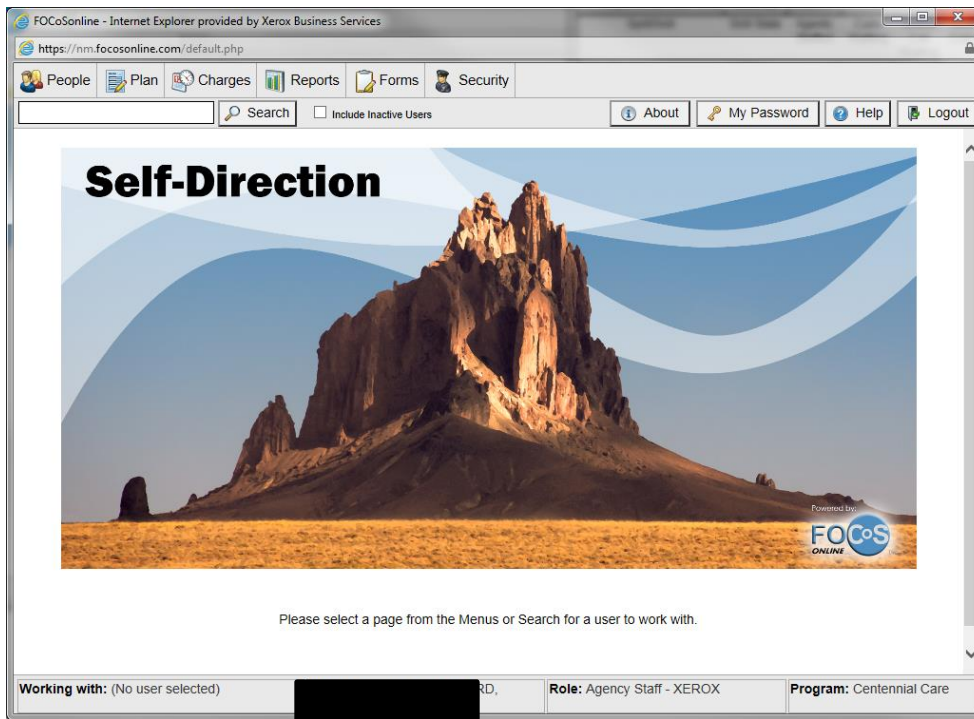 FOCoSonline - Internet Explorer provided by Xerox Business Services
https://nm.focosonline.com/default.php
People Plan Charges Reports Forms Security
Search Include Inactive Users About My Password Help Logout
Self-Direction
Powered by:
FOCoS
ONLINE
Please select a page from the Menus or Search for a user to work with.
Working with: (No user selected) RD, Role: Agency Staff - XEROX Program: Centennial Care